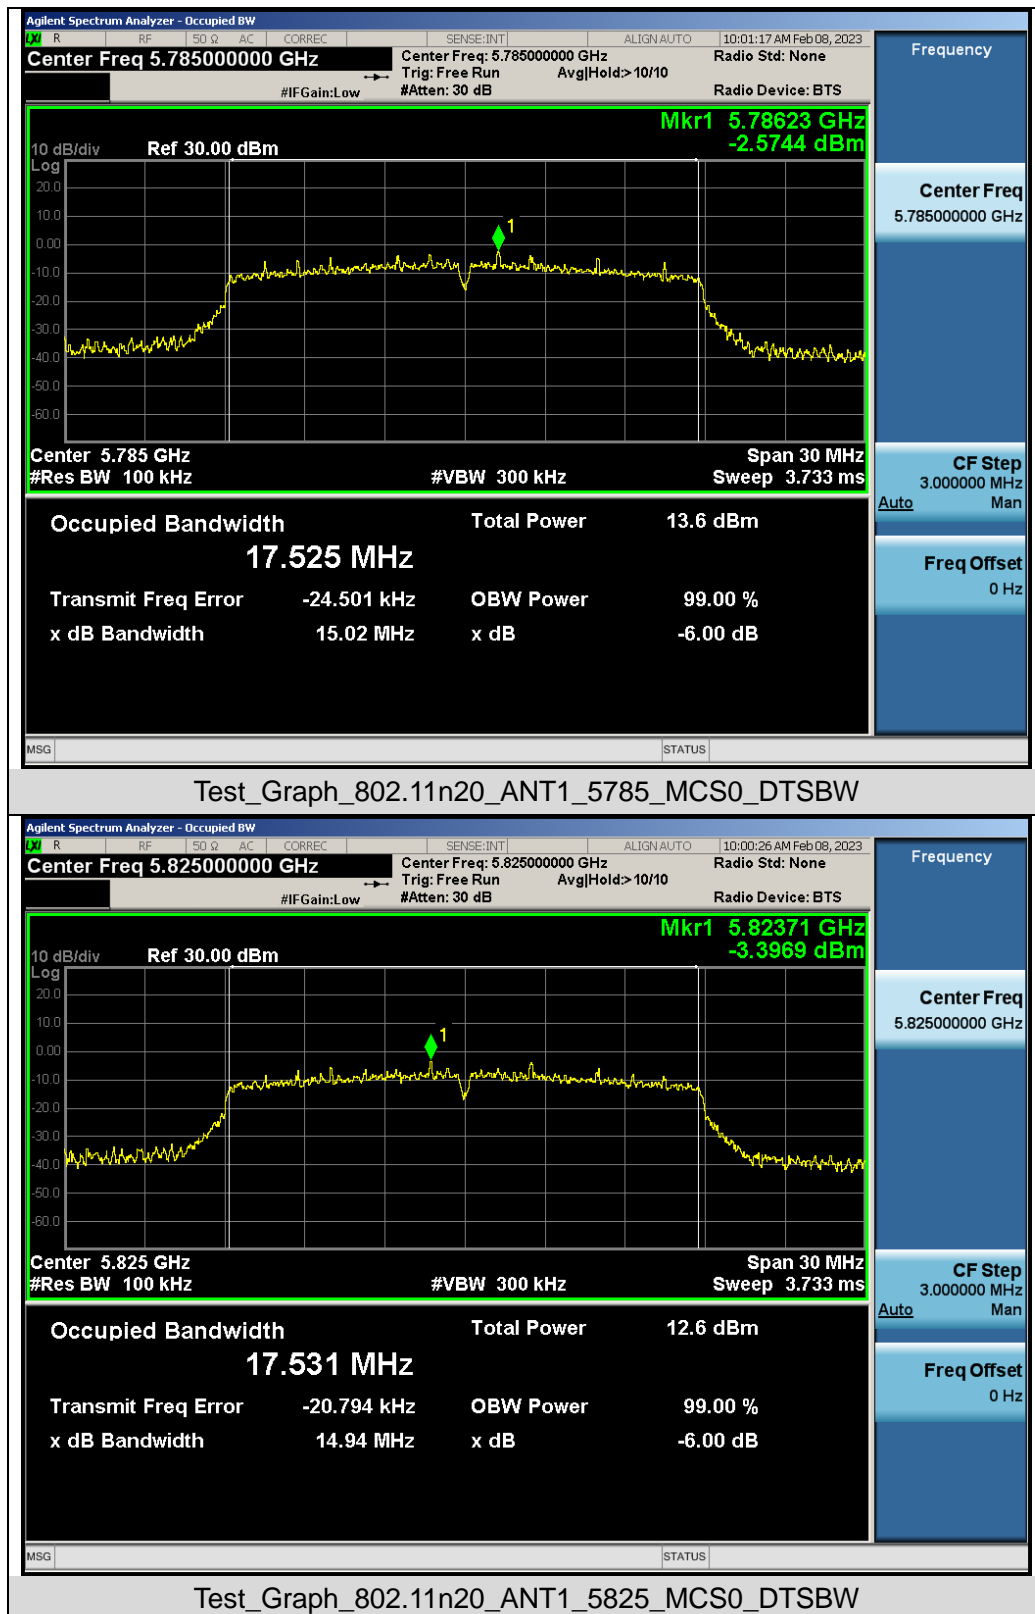 Agilent Spectrum Analyzer - Occupied BW
LXI R RF 50 Ω AC CORREC SENSE:INT ALIGN AUTO 10:01:17 AM Feb 08, 2023
Center Freq 5.785000000 GHz
Center Freq: 5.785000000 GHz
Radio Std: None
Trig: Free Run Avg|Hold:> 10/10
#IFGain:Low #Atten: 30 dB Radio Device: BTS
Frequency
Mkr1 5.78623 GHz
-2.5744 dBm
10 dB/div Ref 30.00 dBm
Log
20.0
10.0
0.00
-10.0
-20.0
-30.0
-40.0
-50.0
-60.0
1
Center 5.785 GHz Span 30 MHz
#Res BW 100 kHz #VBW 300 kHz Sweep 3.733 ms
Center Freq
5.785000000 GHz
CF Step
3.000000 MHz
Auto Man
Freq Offset
0 Hz
Occupied Bandwidth Total Power 13.6 dBm
17.525 MHz
Transmit Freq Error -24.501 kHz OBW Power 99.00 %
x dB Bandwidth 15.02 MHz x dB -6.00 dB
MSG STATUS
Test_Graph_802.11n20_ANT1_5785_MCS0_DTSBW
Agilent Spectrum Analyzer - Occupied BW
LXI R RF 50 Ω AC CORREC SENSE:INT ALIGN AUTO 10:00:26 AM Feb 08, 2023
Center Freq 5.825000000 GHz
Center Freq: 5.825000000 GHz
Radio Std: None
Trig: Free Run Avg|Hold:> 10/10
#IFGain:Low #Atten: 30 dB Radio Device: BTS
Frequency
Mkr1 5.82371 GHz
-3.3969 dBm
10 dB/div Ref 30.00 dBm
Log
20.0
10.0
0.00
-10.0
-20.0
-30.0
-40.0
-50.0
-60.0
1
Center 5.825 GHz Span 30 MHz
#Res BW 100 kHz #VBW 300 kHz Sweep 3.733 ms
Center Freq
5.825000000 GHz
CF Step
3.000000 MHz
Auto Man
Freq Offset
0 Hz
Occupied Bandwidth Total Power 12.6 dBm
17.531 MHz
Transmit Freq Error -20.794 kHz OBW Power 99.00 %
x dB Bandwidth 14.94 MHz x dB -6.00 dB
MSG STATUS
Test_Graph_802.11n20_ANT1_5825_MCS0_DTSBW